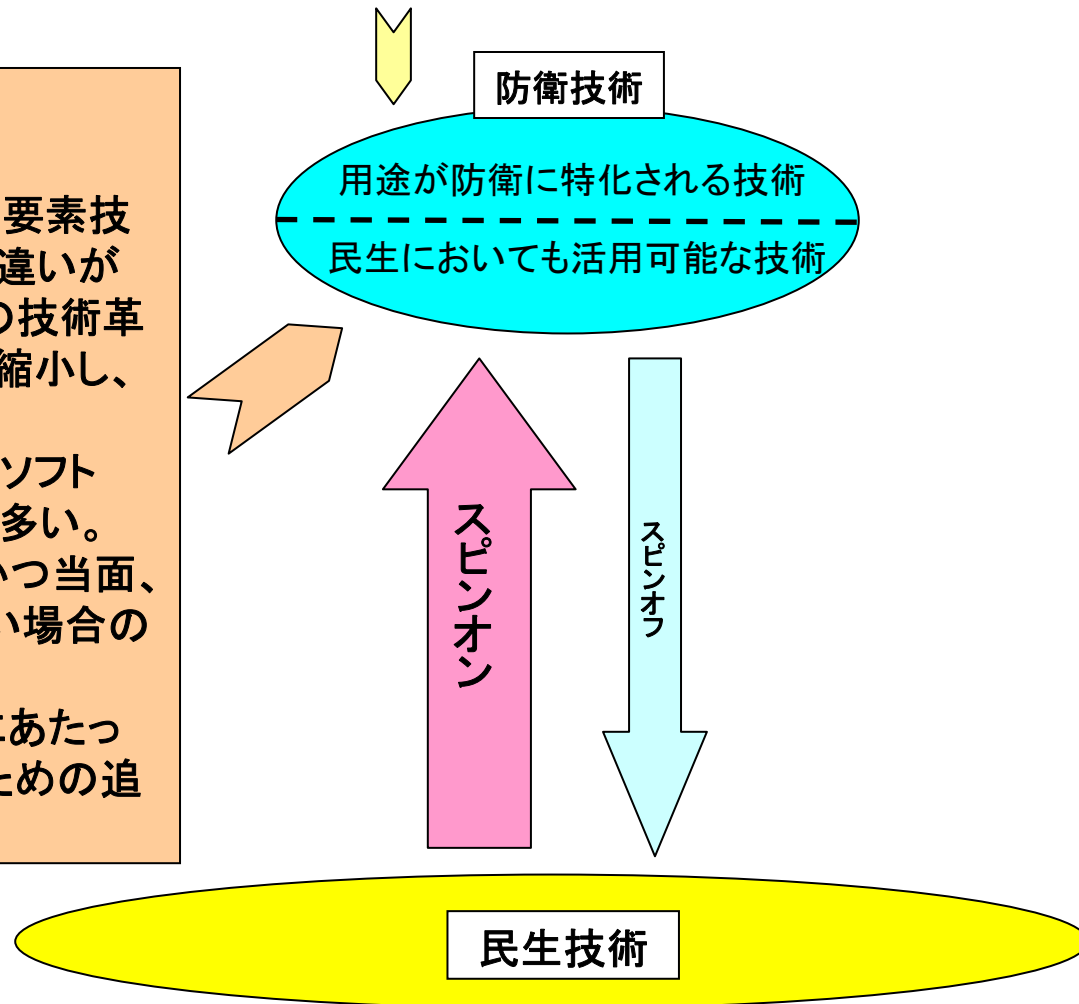 防衛技術
用途が防衛に特化される技術
民生においても活用可能な技術
要素技
違いが
の技術革
縮小し、
ソフト
多い。
いつ当面、
い場合の
にあたっ
ための追
スピンオン
スピンオフ
民生技術